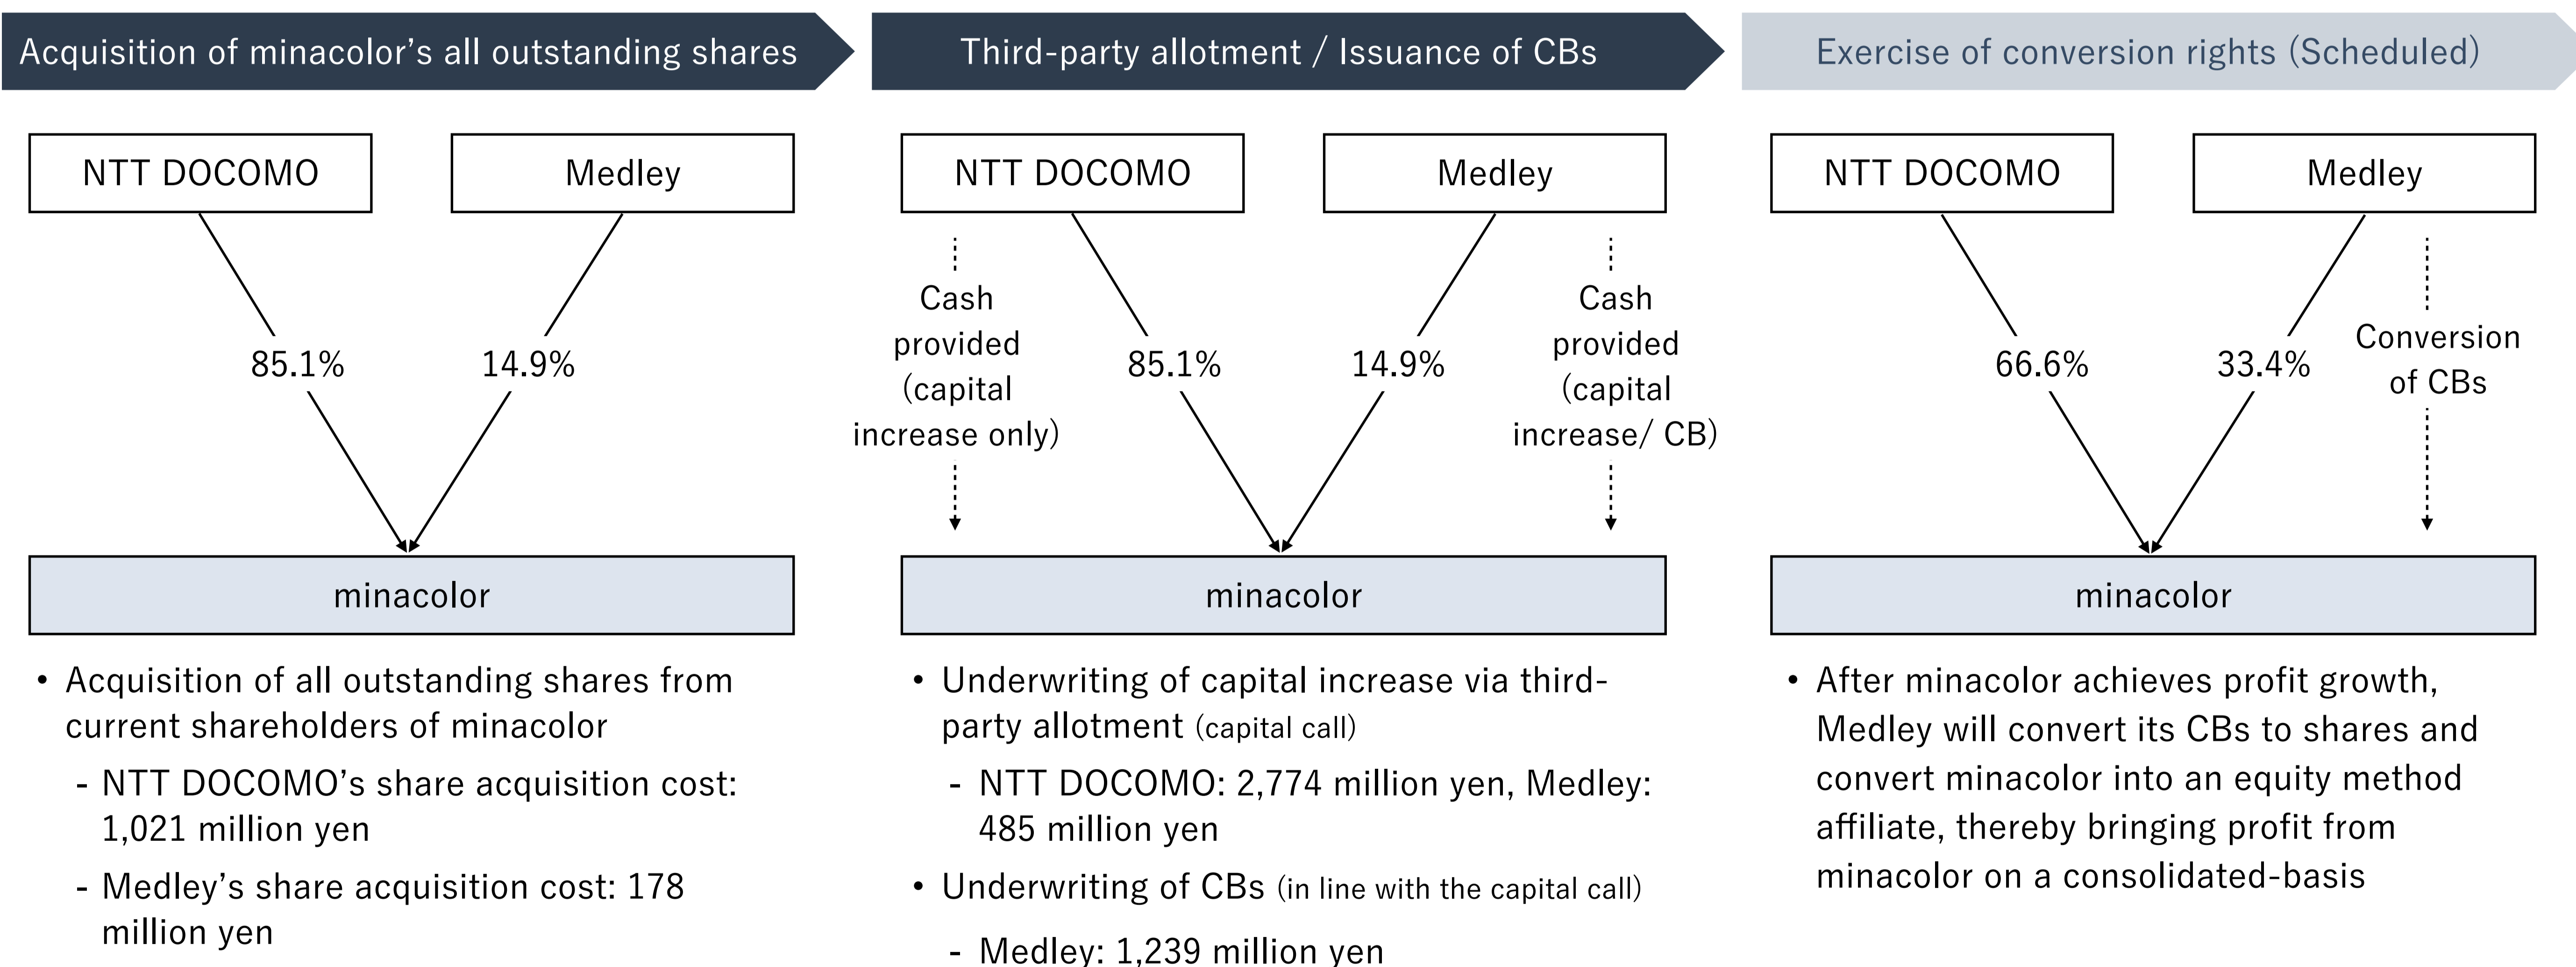 Acquisition of minacolor’s all outstanding shares
NTT DOCOMO
Medley
85.1%
14.9%
minacolor
• Acquisition of all outstanding shares from
current shareholders of minacolor
- NTT DOCOMO’s share acquisition cost:
1,021 million yen
- Medley’s share acquisition cost: 178
million yen
Third-party allotment / Issuance of CBs
NTT DOCOMO
Medley
Cash
provided
(capital
increase only)
85.1%
14.9%
Cash
provided
(capital
increase/ CB)
minacolor
• Underwriting of capital increase via third-
party allotment (capital call)
- NTT DOCOMO: 2,774 million yen, Medley:
485 million yen
• Underwriting of CBs (in line with the capital call)
- Medley: 1,239 million yen
Exercise of conversion rights (Scheduled)
NTT DOCOMO
Medley
66.6%
33.4%
Conversion
of CBs
minacolor
• After minacolor achieves profit growth,
Medley will convert its CBs to shares and
convert minacolor into an equity method
affiliate, thereby bringing profit from
minacolor on a consolidated-basis